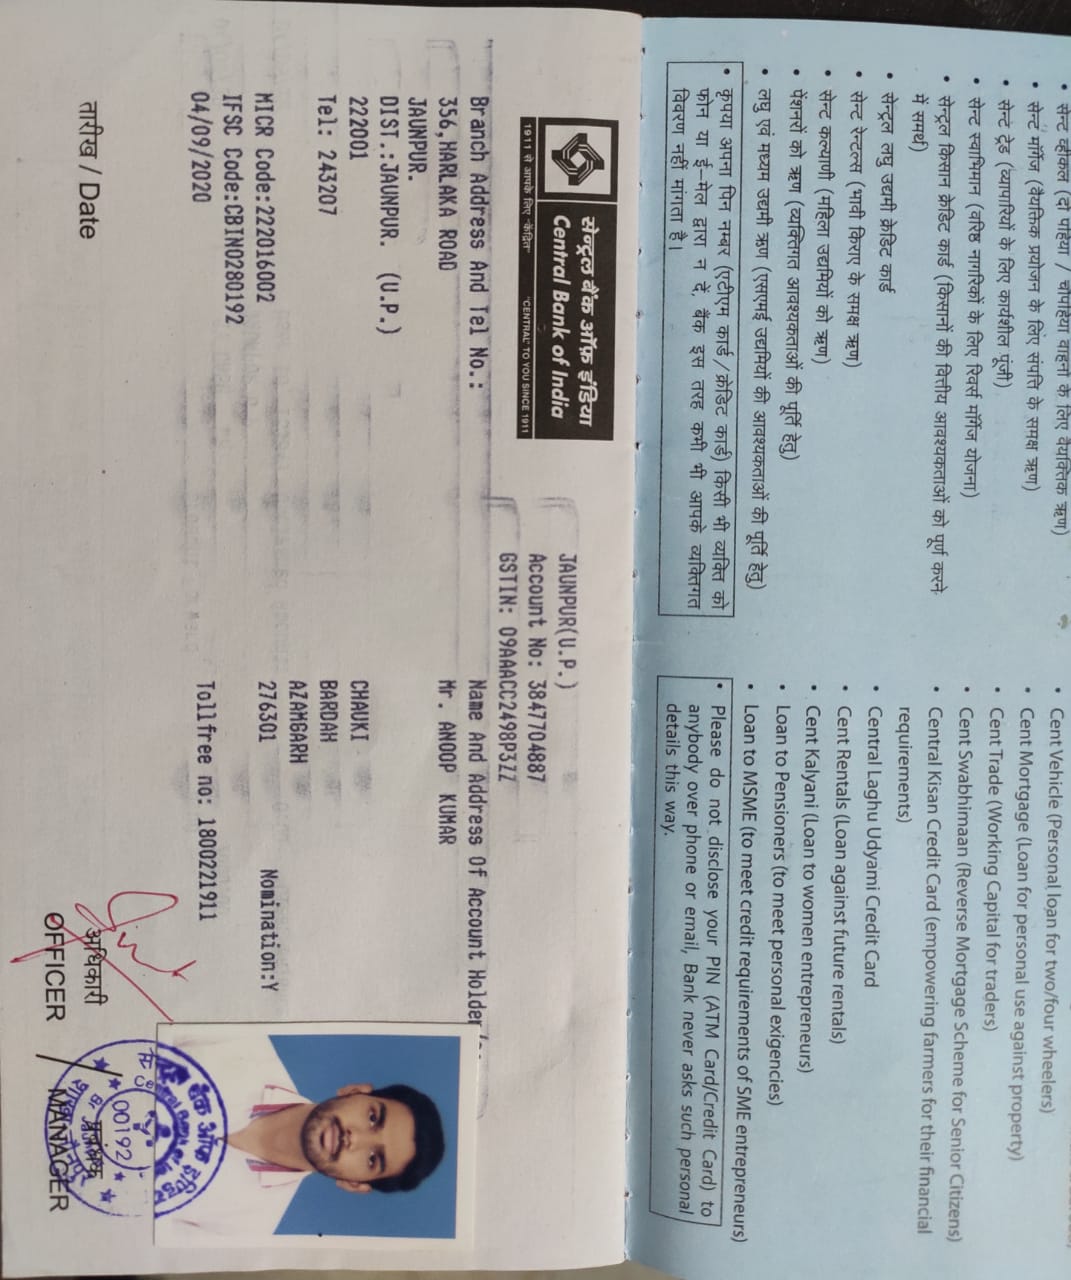 सेन्ट व्हीकल (दो पहिया / चौपहिया वाहनों के लिए वैयक्तिक ऋण)
सेन्ट मॉर्गेज (वैयक्तिक प्रयोजन के लिए संपत्ति के समक्ष ऋण)
सेन्ट ट्रेड (व्यापारियों के लिए कार्यशील पूंजी)
सेन्ट स्वाभिमान (वरिष्ठ नागरिकों के लिए रिवर्स मॉर्गेज योजना)
सेन्ट्रल किसान क्रेडिट कार्ड (किसानों की वित्तीय आवश्यकताओं को पूर्ण करने
में समर्थ)
सेन्ट्रल लघु उद्यमी क्रेडिट कार्ड
सेन्ट रेन्टल्स (भावी किराए के समक्ष ऋण)
सेन्ट कल्याणी (महिला उद्यमियों को ऋण)
पेंशनरों को ऋण (व्यक्तिगत आवश्यकताओं की पूर्ति हेतु)
लघु एवं मध्यम उद्यमी ऋण (एसएमई उद्यमियों की आवश्यकताओं की पूर्ति हेतु)
कृपया अपना पिन नम्बर (एटीएम कार्ड / क्रेडिट कार्ड) किसी भी व्यक्ति को
फोन या ई-मेल द्वारा न दें, बैंक इस तरह कभी भी आपके व्यक्तिगत
विवरण नहीं मांगता है।
Cent Vehicle (Personal loan for two/four wheelers)
Cent Mortgage (Loan for personal use against property)
Cent Trade (Working Capital for traders)
Cent Swabhimaan (Reverse Mortgage Scheme for Senior Citizens)
Central Kisan Credit Card (empowering farmers for their financial
requirements)
Central Laghu Udyami Credit Card
Cent Rentals (Loan against future rentals)
Cent Kalyani (Loan to women entrepreneurs)
Loan to Pensioners (to meet personal exigencies)
Loan to MSME (to meet credit requirements of SME entrepreneurs)
Please do not disclose your PIN (ATM Card/Credit Card) to
anybody over phone or email, Bank never asks such personal
details this way.
सेन्ट्रल बैंक ऑफ़ इंडिया
Central Bank of India
1911 से आपके लिए "केंद्रित" "CENTRAL" TO YOU SINCE 1911
JAUNPUR(U.P.)
Account No: 3847704887
GSTIN: 09AAACC2498P3ZZ
Branch Address And Tel No.: Name And Address Of Account Holder
356,HARLAKA ROAD Mr. ANOOP KUMAR
JAUNPUR.
DIST.:JAUNPUR. (U.P.)
222001 CHAUKI
Tel: 243207 BARDAH
AZAMGARH
MICR Code:222016002 276301 Nomination:Y
IFSC Code:CBIN0280192
04/09/2020 Tollfree no: 1800221911
तारीख / Date
अधिकारी
OFFICER / MANAGER
बैंक ऑफ
Central Bank of
00192